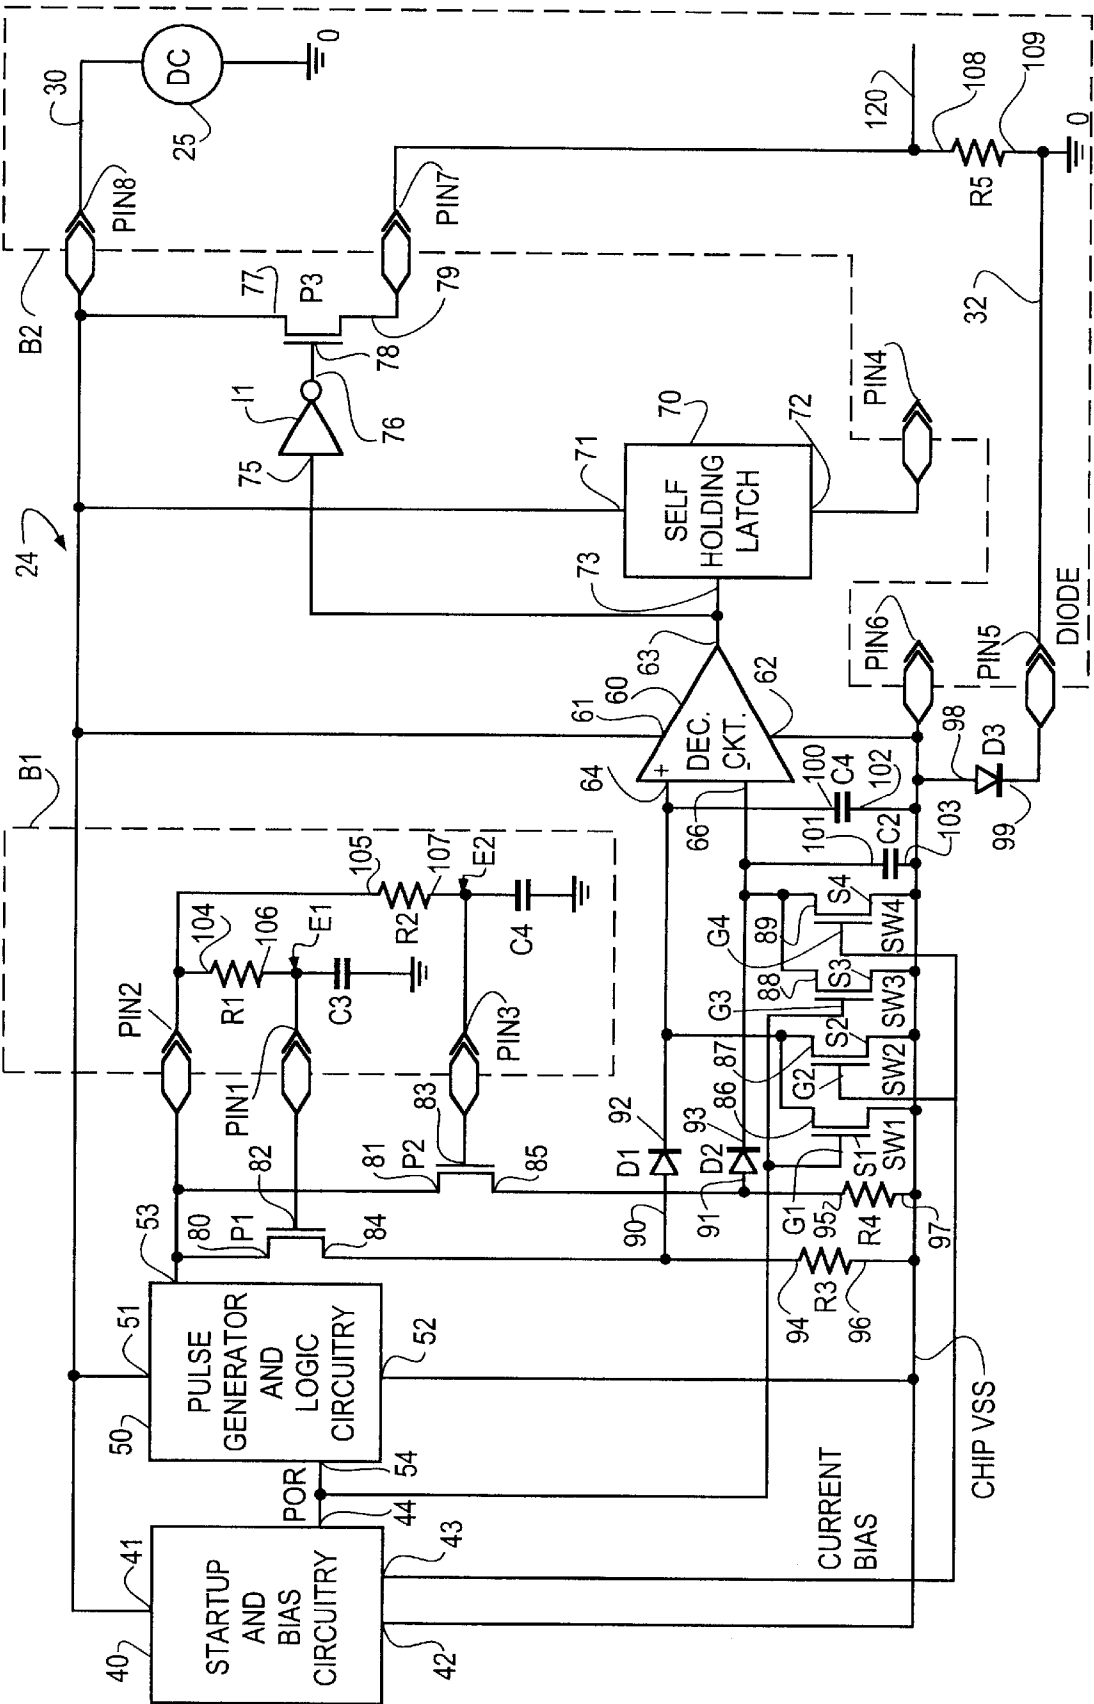 24
B1
B2
30
DC
25
0
PIN8
77
P3
78
79
PIN7
I1
75
76
120
108
R5
109
0
32
PIN4
SELF
HOLDING
LATCH
70
71
72
73
PIN6
PIN5
DIODE
63
60
61
62
DEC.
CKT.
+
-
64
66
100
C4
102
101
C2
103
98
D3
99
PIN2
104
R1
106
E1
C3
105
R2
107
E2
C4
PIN1
PIN3
53
80
P1
82
84
81
P2
83
85
90
D1
92
91
D2
93
94
R3
96
95
R4
97
G1
86
S1
SW1
G2
87
S2
SW2
G3
88
S3
SW3
G4
89
S4
SW4
PULSE
GENERATOR
AND
LOGIC
CIRCUITRY
50
51
52
54
POR
44
STARTUP
AND
BIAS
CIRCUITRY
40
41
42
43
CURRENT
BIAS
CHIP VSS